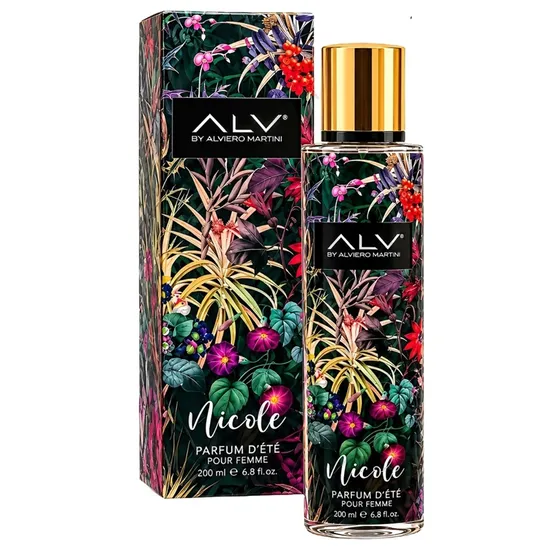 ALV®
BY ALVIERO MARTINI
Nicole
PARFUM D'ÉTÉ
POUR FEMME
200 ml e 6.8 fl.oz.
ALV®
BY ALVIERO MARTINI
Nicole
PARFUM D'ÉTÉ
POUR FEMME
200 ml e 6.8 fl.oz.